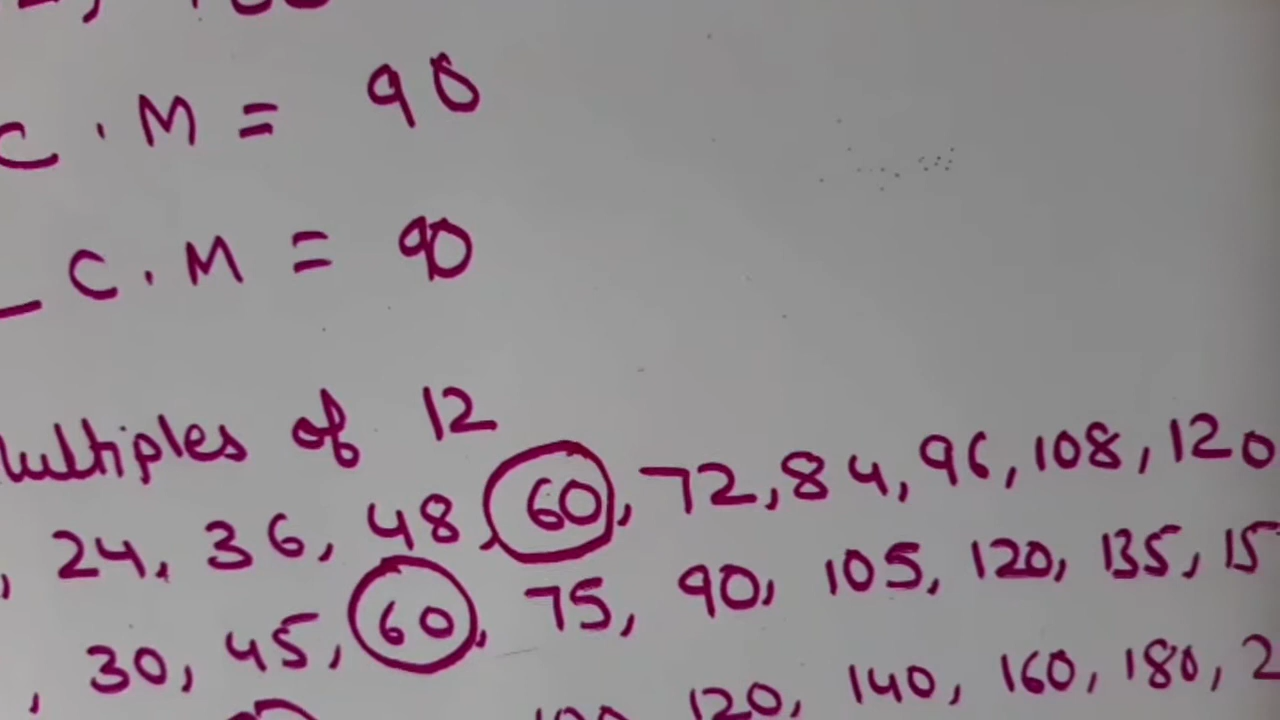 C.M = 90
L.C.M = 90
Multiples of 12
, 24, 36, 48, 60, 72, 84, 96, 108, 120
, 30, 45, 60, 75, 90, 105, 120, 135, 15
120, 140, 160, 180, 2